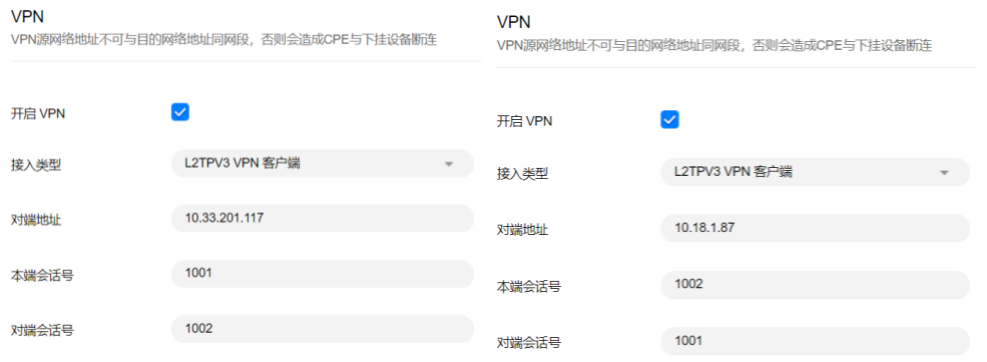 VPN
VPN源网络地址不可与目的网络地址同网段，否则会造成CPE与下挂设备断连
开启 VPN
接入类型
L2TPV3 VPN 客户端
对端地址
10.33.201.117
本端会话号
1001
对端会话号
1002
VPN
VPN源网络地址不可与目的网络地址同网段，否则会造成CPE与下挂设备断连
开启 VPN
接入类型
L2TPV3 VPN 客户端
对端地址
10.18.1.87
本端会话号
1002
对端会话号
1001